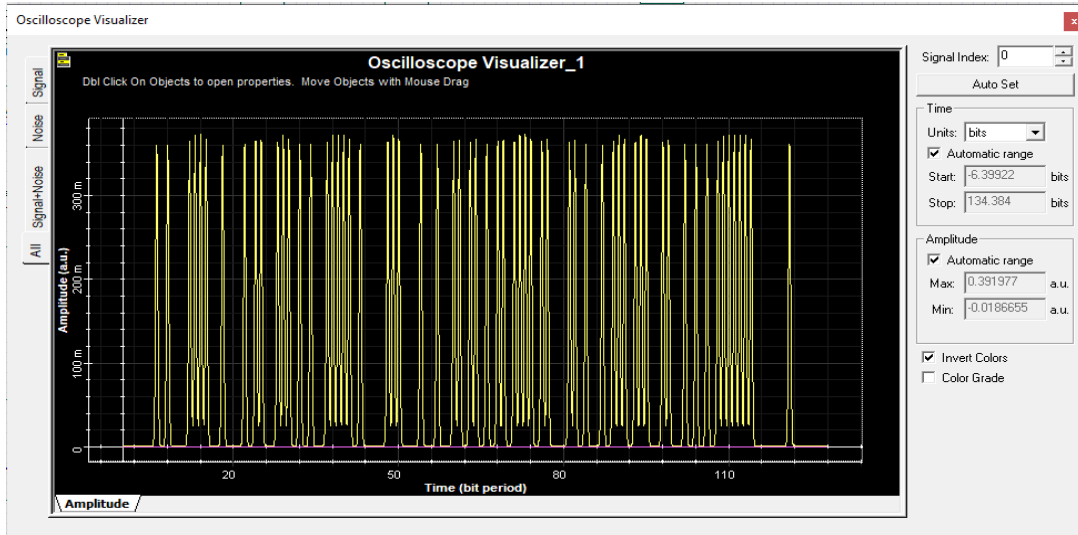 Oscilloscope Visualizer
x
Signal
Noise
Signal+Noise
All
Oscilloscope Visualizer_1
Dbl Click On Objects to open properties. Move Objects with Mouse Drag
Amplitude (a.u.)
300 m
200 m
100 m
0
20
50
80
110
Time (bit period)
Amplitude
Signal Index: 0
Auto Set
Time
Units: bits
Automatic range
Start: -6.39922 bits
Stop: 134.384 bits
Amplitude
Automatic range
Max: 0.391977 a.u.
Min: -0.0186655 a.u.
Invert Colors
Color Grade